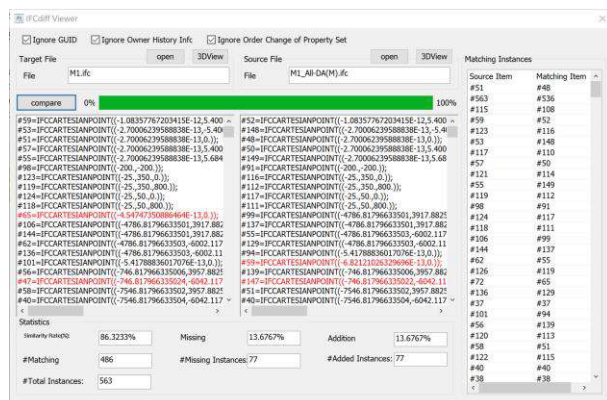 IFCdiff Viewer
Ignore GUID Ignore Owner History Infc Ignore Order Change of Property Set
Target File open 3DView Source File open 3DView Matching Instances
File M1.ifc File M1_All-DA(M).ifc
Source Item Matching Item
compare 0% 100%
#59=IFCCARTESIANPOINT((-1.08357767203415E-12,5.400
#53=IFCCARTESIANPOINT((-2.70006239588838E-13,-5.40
#51=IFCCARTESIANPOINT((-2.70006239588838E-13,0.));
#57=IFCCARTESIANPOINT((-2.70006239588838E-13,5.400
#55=IFCCARTESIANPOINT((-2.70006239588838E-13,5.684
#98=IFCCARTESIANPOINT((-200.,-200.));
#123=IFCCARTESIANPOINT((-25.,350.,0.));
#119=IFCCARTESIANPOINT((-25.,350.,800.));
#124=IFCCARTESIANPOINT((-25.,50.,0.));
#118=IFCCARTESIANPOINT((-25.,50.,800.));
#65=IFCCARTESIANPOINT((-4.54747350886464E-13,0.));
#106=IFCCARTESIANPOINT((-4786.81796633501,3917.882
#144=IFCCARTESIANPOINT((-4786.81796633501,3917.882
#62=IFCCARTESIANPOINT((-4786.81796633503,-6002.117
#136=IFCCARTESIANPOINT((-4786.81796633503,-6002.11
#101=IFCCARTESIANPOINT((-5.41788836017076E-13,0.));
#56=IFCCARTESIANPOINT((-746.817966335006,3957.8825
#47=IFCCARTESIANPOINT((-746.817966335024,-6042.117
#58=IFCCARTESIANPOINT((-7546.81796633502,3957.8825
#40=IFCCARTESIANPOINT((-7546.81796633504,-6042.117
#52=IFCCARTESIANPOINT((-1.08357767203415E-12,5.400
#148=IFCCARTESIANPOINT((-2.70006239588838E-13,-5.4
#48=IFCCARTESIANPOINT((-2.70006239588838E-13,0.));
#50=IFCCARTESIANPOINT((-2.70006239588838E-13,5.400
#149=IFCCARTESIANPOINT((-2.70006239588838E-13,5.68
#91=IFCCARTESIANPOINT((-200.,-200.));
#116=IFCCARTESIANPOINT((-25.,350.,0.));
#112=IFCCARTESIANPOINT((-25.,350.,800.));
#117=IFCCARTESIANPOINT((-25.,50.,0.));
#111=IFCCARTESIANPOINT((-25.,50.,800.));
#99=IFCCARTESIANPOINT((-4786.81796633501,3917.8825
#137=IFCCARTESIANPOINT((-4786.81796633501,3917.882
#55=IFCCARTESIANPOINT((-4786.81796633503,-6002.117
#129=IFCCARTESIANPOINT((-4786.81796633503,-6002.11
#94=IFCCARTESIANPOINT((-5.41788836017076E-13,0.));
#59=IFCCARTESIANPOINT((-6.82121026329696E-13,0.));
#139=IFCCARTESIANPOINT((-746.817966335006,3957.882
#147=IFCCARTESIANPOINT((-746.817966335022,-6042.11
#51=IFCCARTESIANPOINT((-7546.81796633502,3957.8825
#40=IFCCARTESIANPOINT((-7546.81796633504,-6042.117
#51 #48
#563 #536
#115 #108
#59 #52
#123 #116
#53 #148
#117 #110
#57 #50
#121 #114
#55 #149
#119 #112
#98 #91
#124 #117
#118 #111
#106 #99
#144 #137
#62 #55
#126 #119
#72 #65
#136 #129
#37 #37
#101 #94
#56 #139
#120 #113
#58 #51
#122 #115
#40 #40
#38 #38
Statistics
Similarity Rate(%): 86.3233% Missing 13.6767% Addition 13.6767%
#Matching 486 #Missing Instances: 77 #Added Instances: 77
#Total Instances: 563